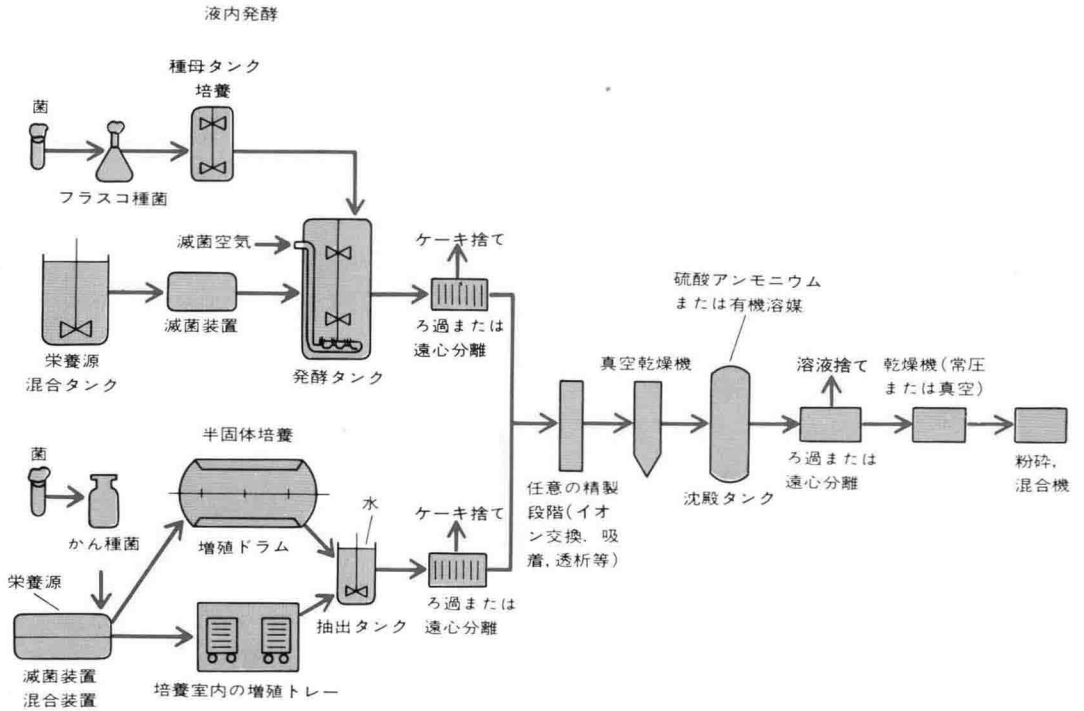 液内発酵
種母タンク
培養
菌
フラスコ種菌
滅菌空気
ケーキ捨て
滅菌装置
ろ過または
遠心分離
栄養源
混合タンク
発酵タンク
硫酸アンモニウム
または有機溶媒
真空乾燥機
溶液捨て
乾燥機(常圧
または真空)
任意の精製
段階(イオ
ン交換.吸
着,透析等)
沈殿タンク
ろ過または
遠心分離
粉砕,
混合機
半固体培養
菌
かん種菌
増殖ドラム
水
ケーキ捨て
ろ過または
遠心分離
抽出タンク
栄養源
滅菌装置
混合装置
培養室内の増殖トレー